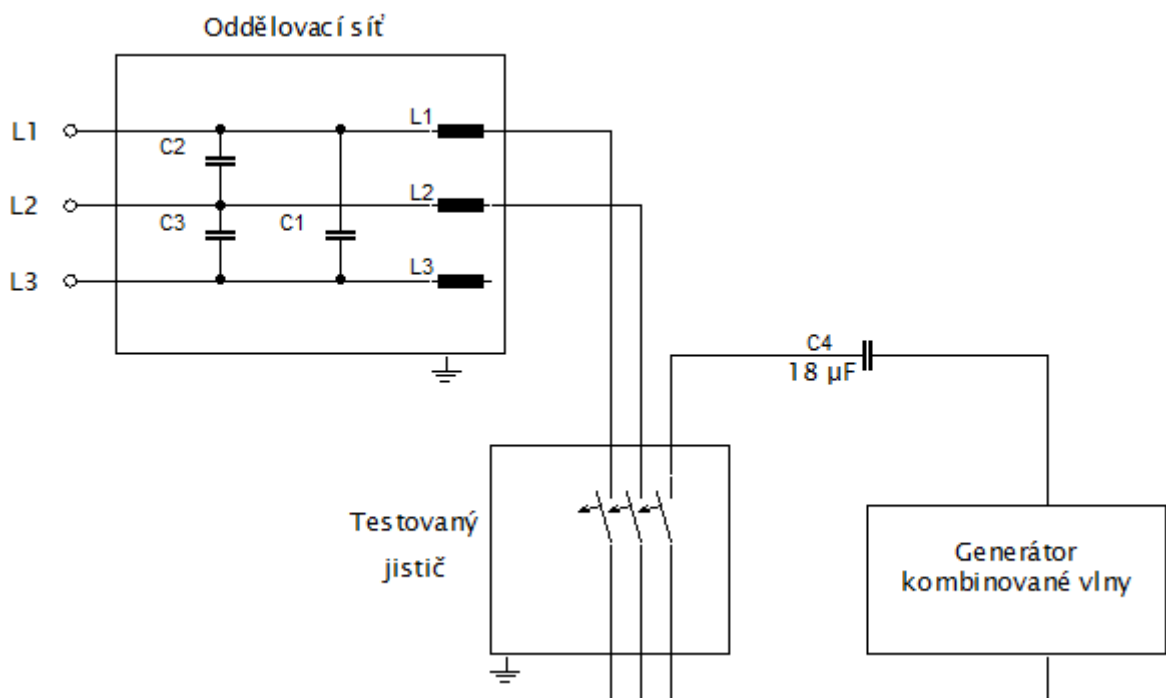 Oddělovací síť
L1
L1
C2
L2
L2
C3
C1
L3
L3
C4
18 µF
Testovaný
jistič
Generátor
kombinované vlny